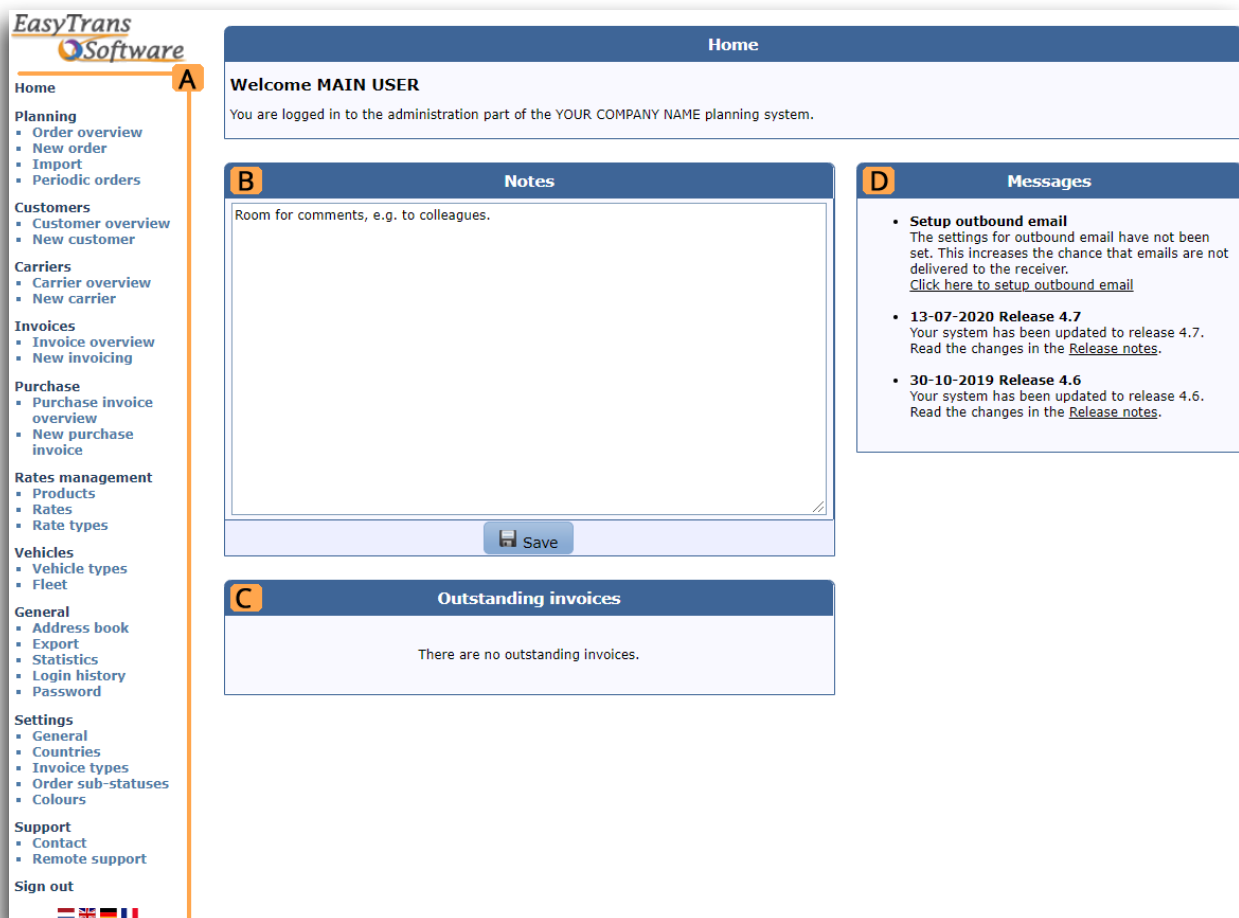 EasyTrans
Software
A
Home
Planning
Order overview
New order
Import
Periodic orders
Customers
Customer overview
New customer
Carriers
Carrier overview
New carrier
Invoices
Invoice overview
New invoicing
Purchase
Purchase invoice
overview
New purchase
invoice
Rates management
Products
Rates
Rate types
Vehicles
Vehicle types
Fleet
General
Address book
Export
Statistics
Login history
Password
Settings
General
Countries
Invoice types
Order sub-statuses
Colours
Support
Contact
Remote support
Sign out
Home
Welcome MAIN USER
You are logged in to the administration part of the YOUR COMPANY NAME planning system.
B Notes
Room for comments, e.g. to colleagues.
Save
C Outstanding invoices
There are no outstanding invoices.
D Messages
Setup outbound email
The settings for outbound email have not been
set. This increases the chance that emails are not
delivered to the receiver.
Click here to setup outbound email
13-07-2020 Release 4.7
Your system has been updated to release 4.7.
Read the changes in the Release notes.
30-10-2019 Release 4.6
Your system has been updated to release 4.6.
Read the changes in the Release notes.